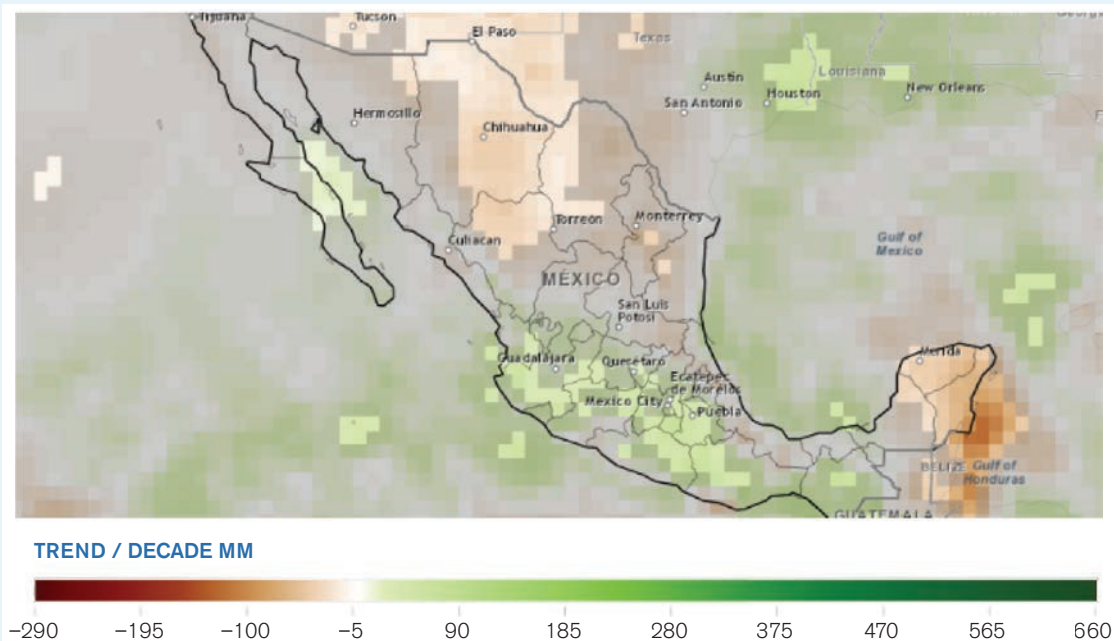 Tijuana
Tucson
El Paso
Texas
Austin
Louisiana
Houston
New Orleans
San Antonio
Hermosillo
Chihuahua
Torreon
Monterrey
Culiacan
Gulf of
Mexico
MÉXICO
San Luis
Potosí
Guadalajara
Querétaro
Ecatepec
de Morelos
Mexico City
Puebla
Merida
BELIZE
Gulf of
Honduras
GUATEMALA
TREND / DECADE MM
−290 −195 −100 −5 90 185 280 375 470 565 660